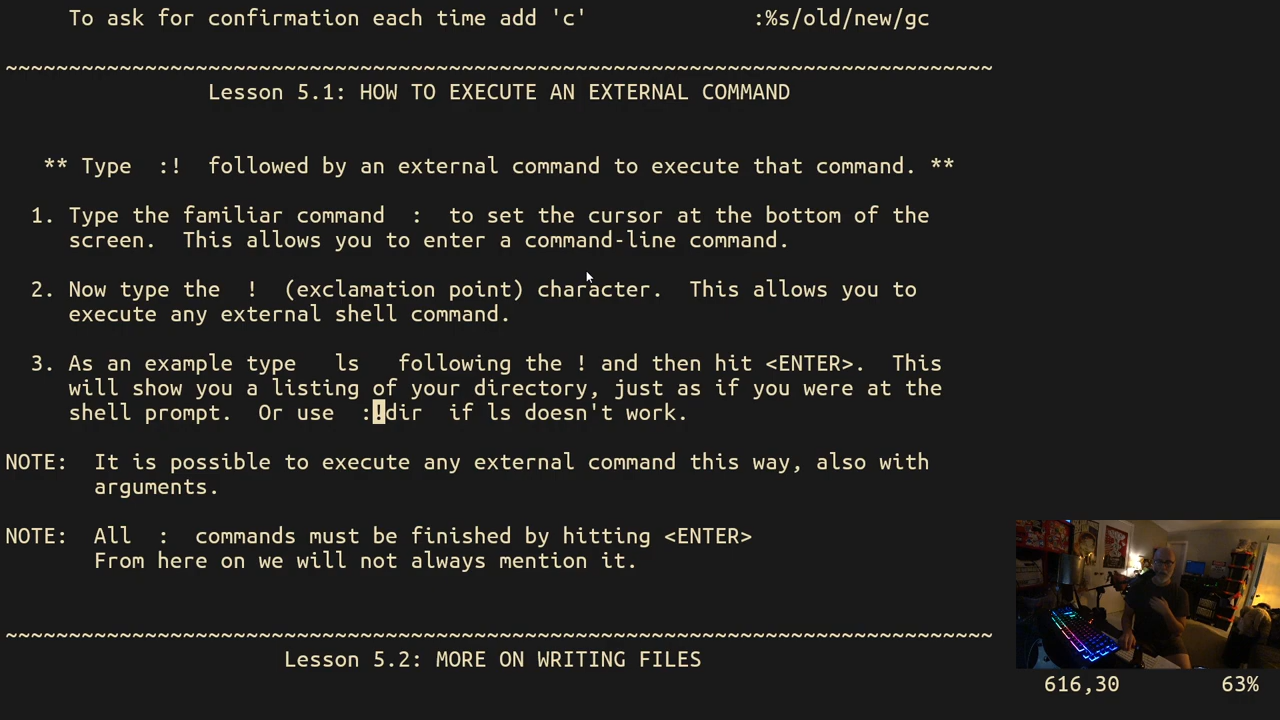 To ask for confirmation each time add 'c' :%s/old/new/gc
~~~~~~~~~~~~~~~~~~~~~~~~~~~~~~~~~~~~~~~~~~~~~~~~~~~~~~~~~~~~~~~~~~~~~~~~~~~~~~
Lesson 5.1: HOW TO EXECUTE AN EXTERNAL COMMAND
** Type :! followed by an external command to execute that command. **
1. Type the familiar command : to set the cursor at the bottom of the
screen. This allows you to enter a command-line command.
2. Now type the ! (exclamation point) character. This allows you to
execute any external shell command.
3. As an example type ls following the ! and then hit <ENTER>. This
will show you a listing of your directory, just as if you were at the
shell prompt. Or use :!dir if ls doesn't work.
NOTE: It is possible to execute any external command this way, also with
arguments.
NOTE: All : commands must be finished by hitting <ENTER>
From here on we will not always mention it.
~~~~~~~~~~~~~~~~~~~~~~~~~~~~~~~~~~~~~~~~~~~~~~~~~~~~~~~~~~~~~~~~~~~~~~~~~~~~~~
Lesson 5.2: MORE ON WRITING FILES
616,30 63%